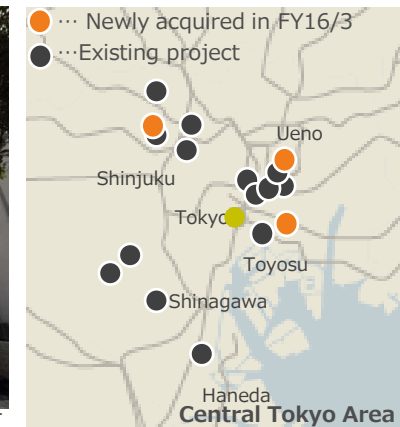 … Newly acquired in FY16/3
…Existing project
Ueno
Shinjuku
Tokyo
Toyosu
Shinagawa
Haneda
Central Tokyo Area